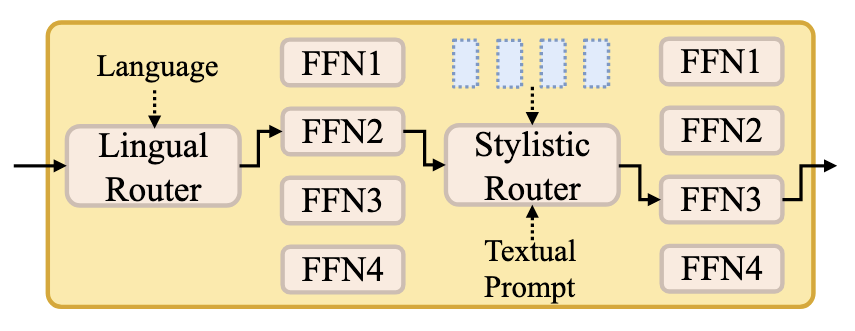 Language
Lingual
Router
FFN1
FFN2
FFN3
FFN4
Stylistic
Router
Textual
Prompt
FFN1
FFN2
FFN3
FFN4